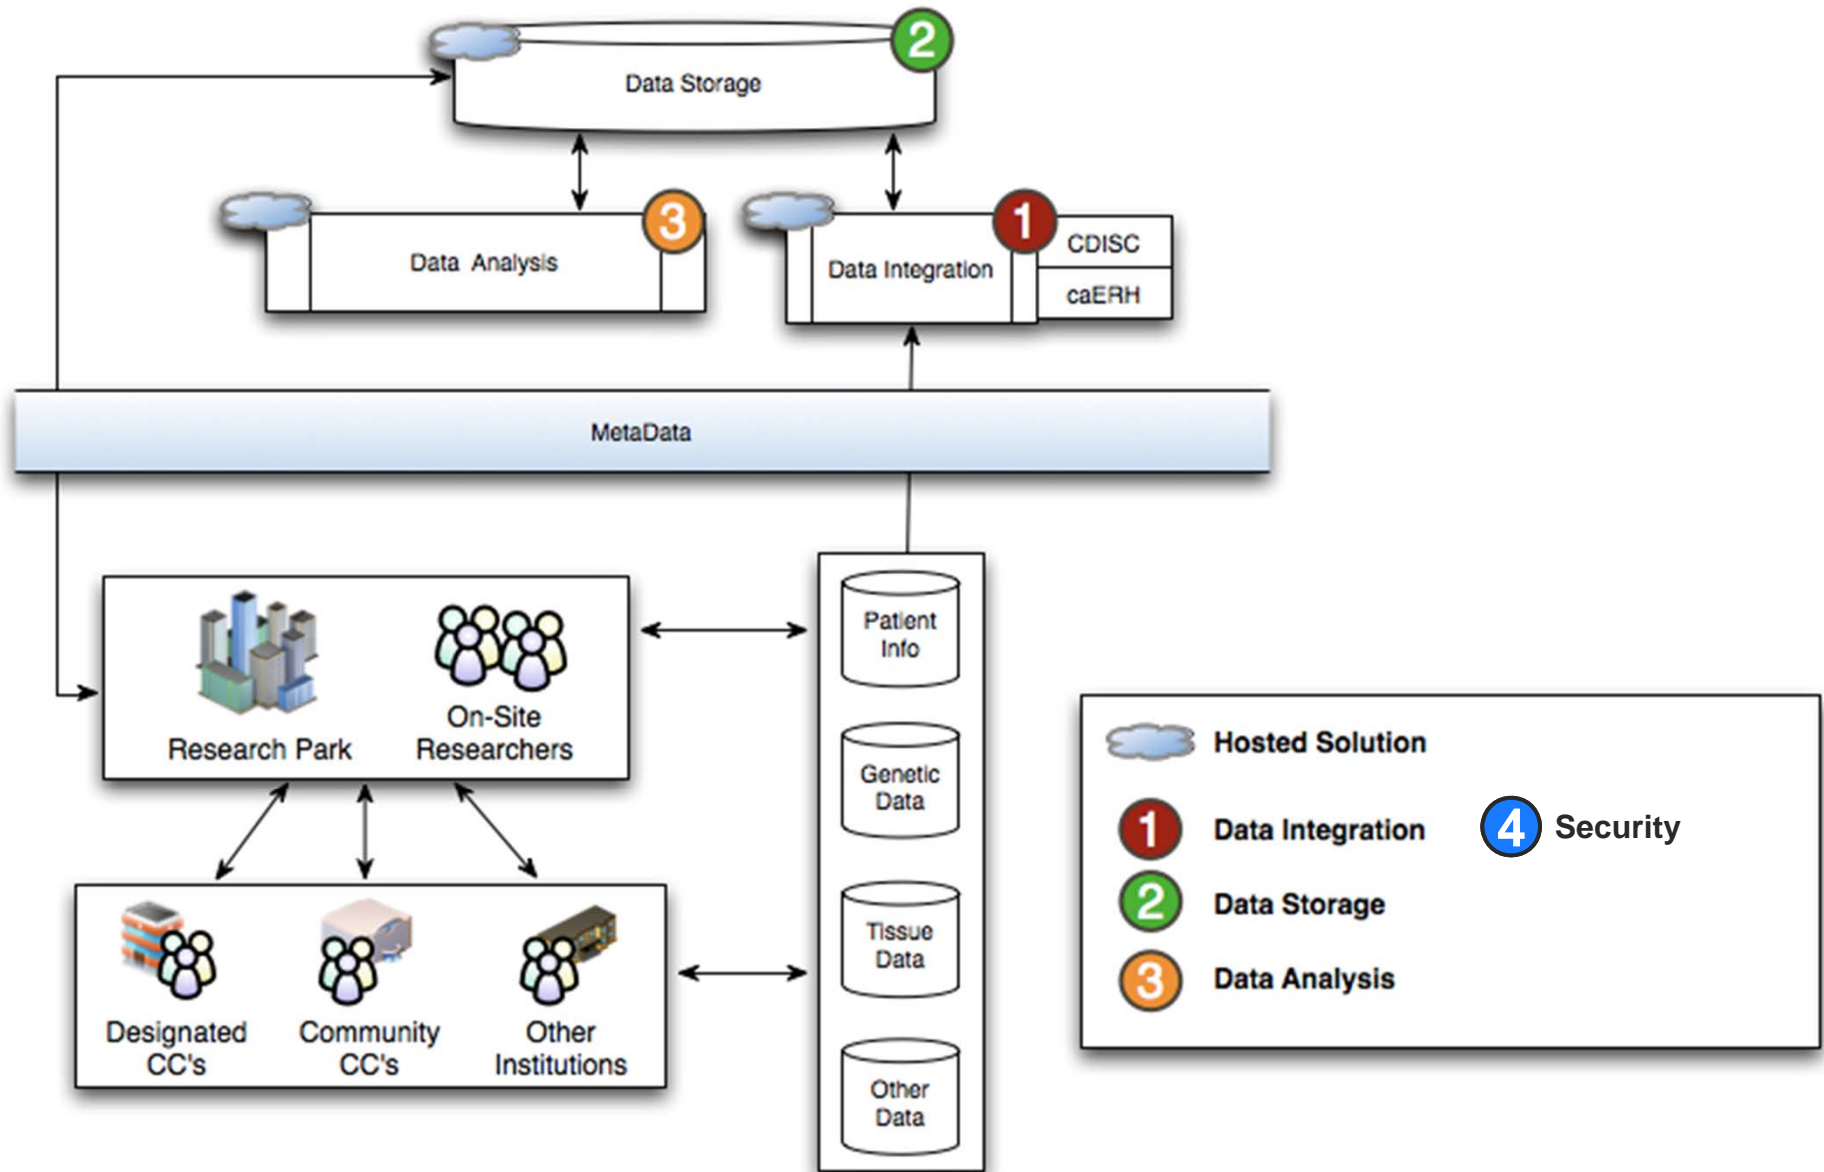 2
Data Storage
3
Data Analysis
1
Data Integration
CDISC
caERH
MetaData
Research Park
On-Site
Researchers
Designated
CC's
Community
CC's
Other
Institutions
Patient
Info
Genetic
Data
Tissue
Data
Other
Data
Hosted Solution
1 Data Integration
4 Security
2 Data Storage
3 Data Analysis